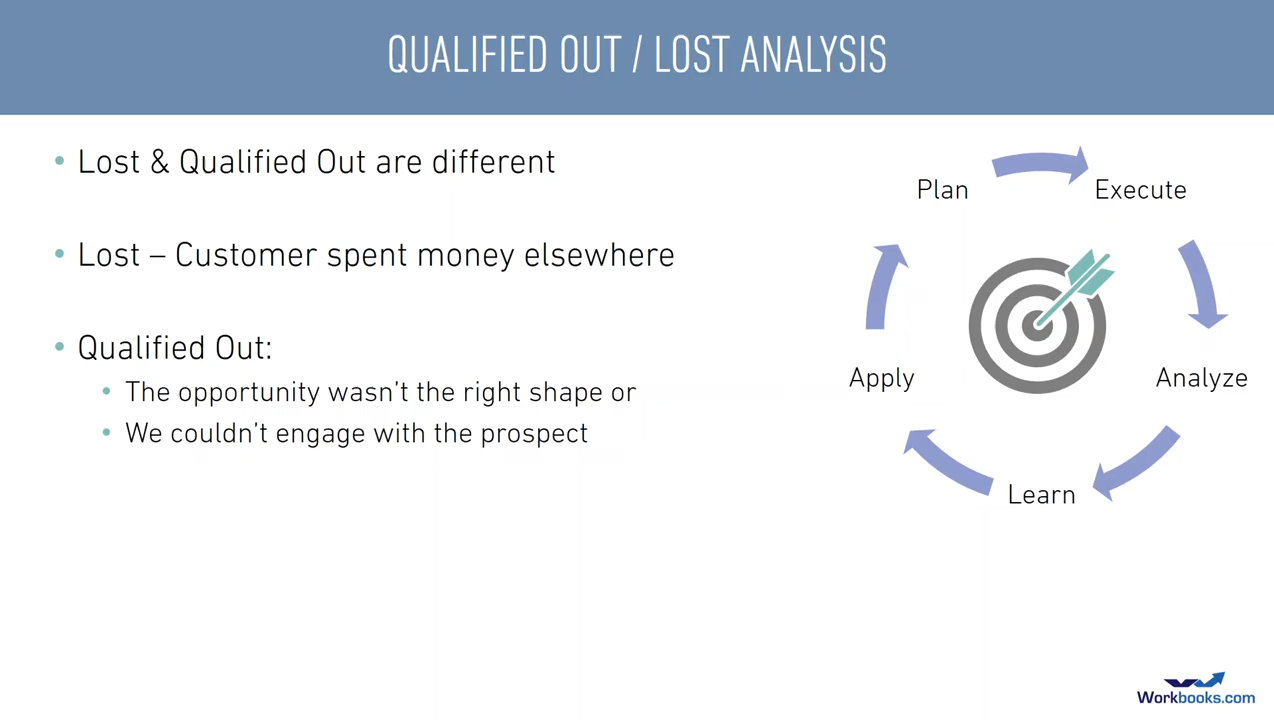 QUALIFIED OUT / LOST ANALYSIS
• Lost & Qualified Out are different
• Lost – Customer spent money elsewhere
• Qualified Out:
• The opportunity wasn't the right shape or
• We couldn't engage with the prospect
Plan
Execute
Apply
Analyze
Learn
Workbooks.com